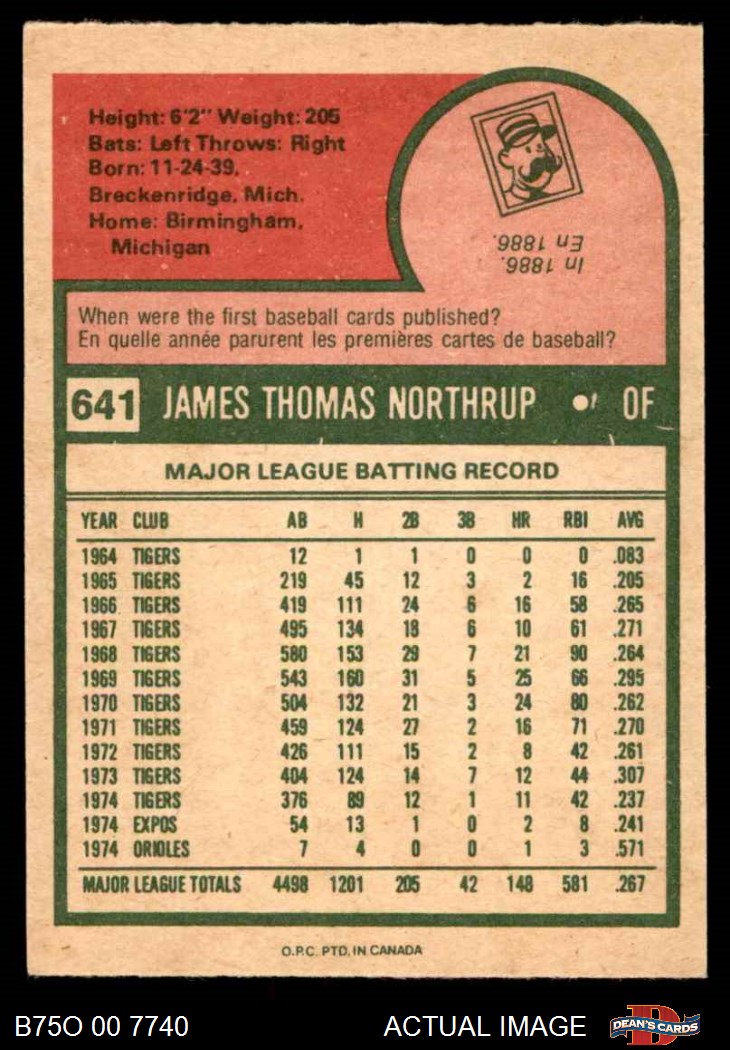 Height: 6'2" Weight: 205
Bats: Left Throws: Right
Born: 11-24-39,
Breckenridge, Mich.
Home: Birmingham,
Michigan
In 1886.
En 1886.
When were the first baseball cards published?
En quelle année parurent les premières cartes de baseball?
641 JAMES THOMAS NORTHRUP • OF
MAJOR LEAGUE BATTING RECORD
YEAR CLUB AB H 2B 3B HR RBI AVG
1964 TIGERS 12 1 1 0 0 0 .083
1965 TIGERS 219 45 12 3 2 16 .205
1966 TIGERS 419 111 24 6 16 58 .265
1967 TIGERS 495 134 18 6 10 61 .271
1968 TIGERS 580 153 29 7 21 90 .264
1969 TIGERS 543 160 31 5 25 66 .295
1970 TIGERS 504 132 21 3 24 80 .262
1971 TIGERS 459 124 27 2 16 71 .270
1972 TIGERS 426 111 15 2 8 42 .261
1973 TIGERS 404 124 14 7 12 44 .307
1974 TIGERS 376 89 12 1 11 42 .237
1974 EXPOS 54 13 1 0 2 8 .241
1974 ORIOLES 7 4 0 0 1 3 .571
MAJOR LEAGUE TOTALS 4498 1201 205 42 148 581 .267
O.P.C. PTD. IN CANADA
B75O 00 7740 ACTUAL IMAGE D DEAN'S CARDS